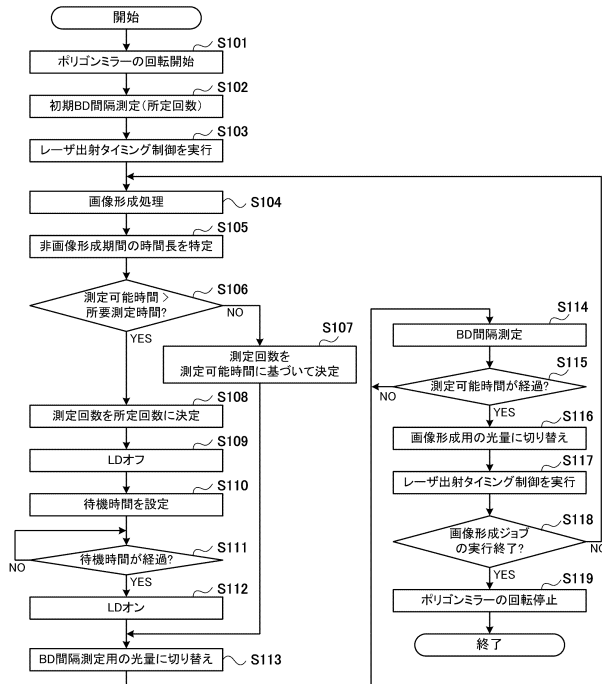 開始
S101
ポリゴンミラーの回転開始
S102
初期BD間隔測定(所定回数)
S103
レーザ出射タイミング制御を実行
画像形成処理
S104
S105
非画像形成期間の時間長を特定
S106
測定可能時間 >
所要測定時間?
NO
YES
S107
測定回数を
測定可能時間に基づいて決定
S108
測定回数を所定回数に決定
S109
LDオフ
S110
待機時間を設定
S111
待機時間が経過?
NO
YES
S112
LDオン
BD間隔測定用の光量に切り替え
S113
S114
BD間隔測定
S115
測定可能時間が経過?
NO
YES
S116
画像形成用の光量に切り替え
S117
レーザ出射タイミング制御を実行
S118
画像形成ジョブ
の実行終了?
NO
YES
S119
ポリゴンミラーの回転停止
終了